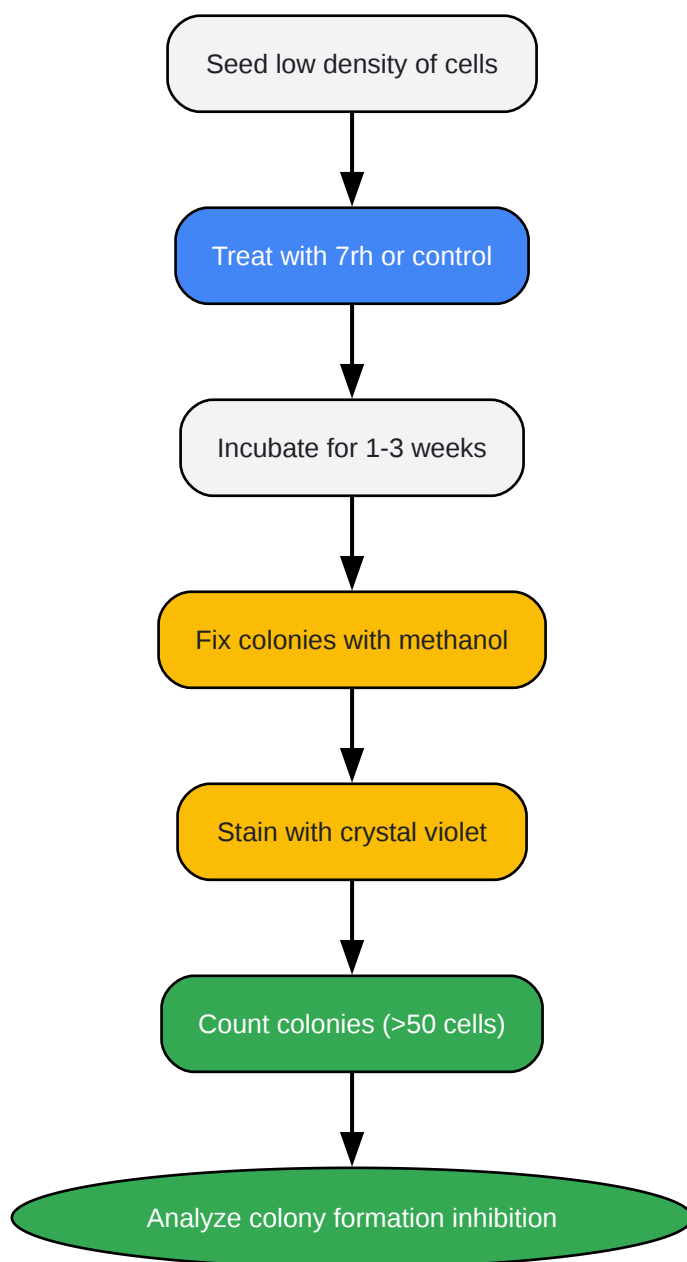 Seed low density of cells
Treat with 7rh or control
Incubate for 1-3 weeks
Fix colonies with methanol
Stain with crystal violet
Count colonies (>50 cells)
Analyze colony formation inhibition